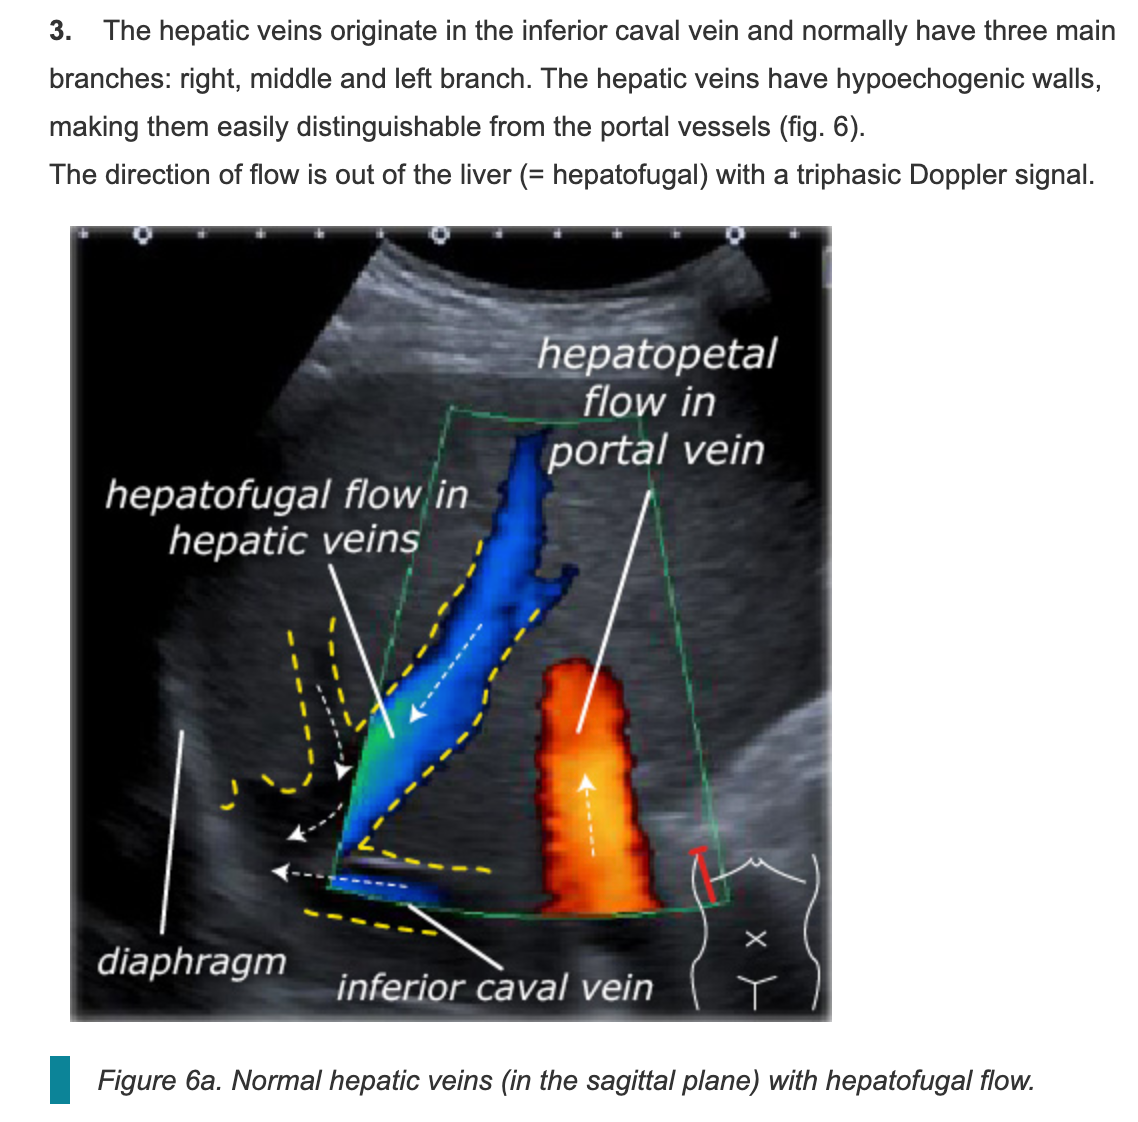 3. The hepatic veins originate in the inferior caval vein and normally have three main
branches: right, middle and left branch. The hepatic veins have hypoechogenic walls,
making them easily distinguishable from the portal vessels (fig. 6).
The direction of flow is out of the liver (= hepatofugal) with a triphasic Doppler signal.
hepatopetal
flow in
portal vein
hepatofugal flow in
hepatic veins
diaphragm
inferior caval vein
Figure 6a. Normal hepatic veins (in the sagittal plane) with hepatofugal flow.